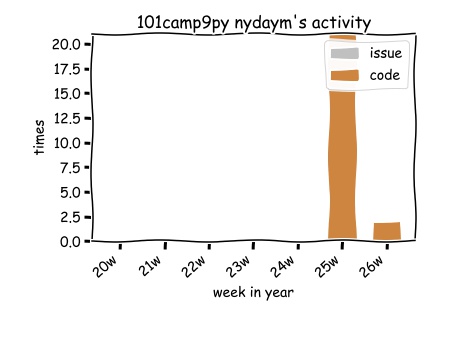 101camp9py nydaym's activity
issue
code
20.0
17.5
15.0
12.5
10.0
7.5
5.0
2.5
0.0
times
20w 21w 22w 23w 24w 25w 26w
week in year